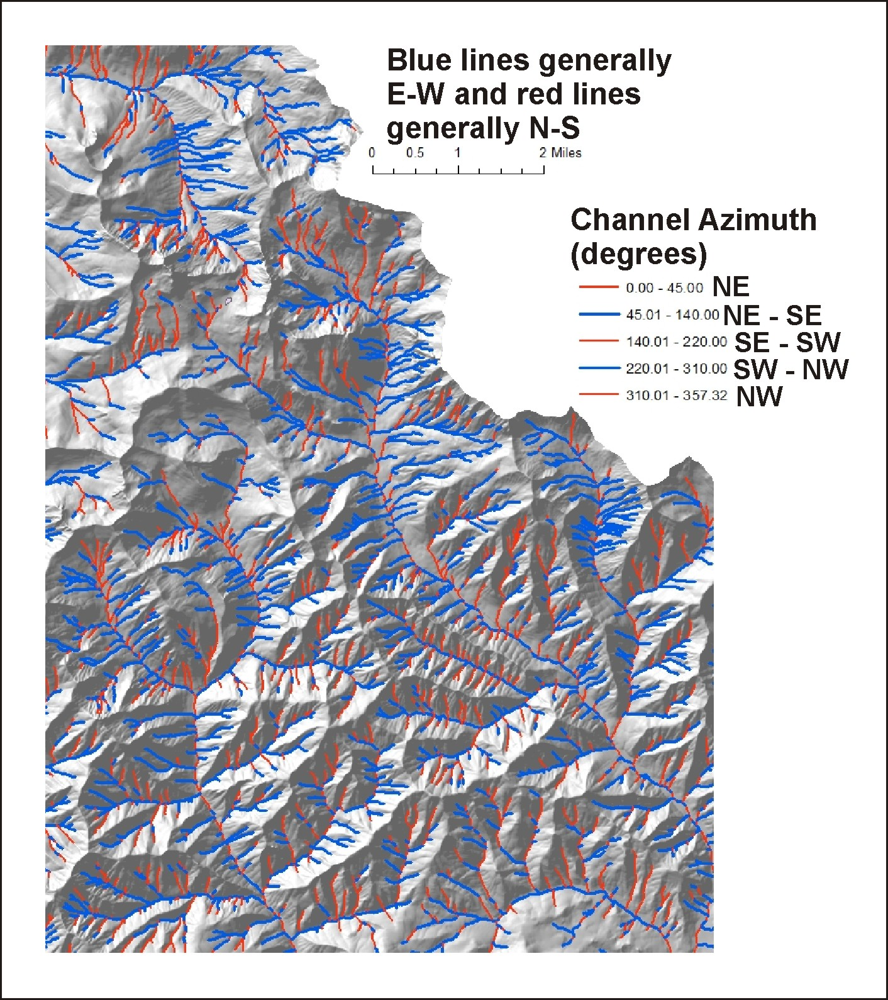 Blue lines generally
E-W and red lines
generally N-S
0 0.5 1 2 Miles
Channel Azimuth
(degrees)
0.00 - 45.00 NE
45.01 - 140.00 NE - SE
140.01 - 220.00 SE - SW
220.01 - 310.00 SW - NW
310.01 - 357.32 NW